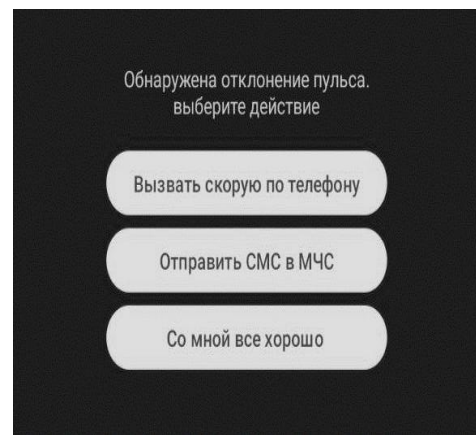 Обнаружена отклонение пульса.
выберите действие
Вызвать скорую по телефону
Отправить СМС в МЧС
Со мной все хорошо